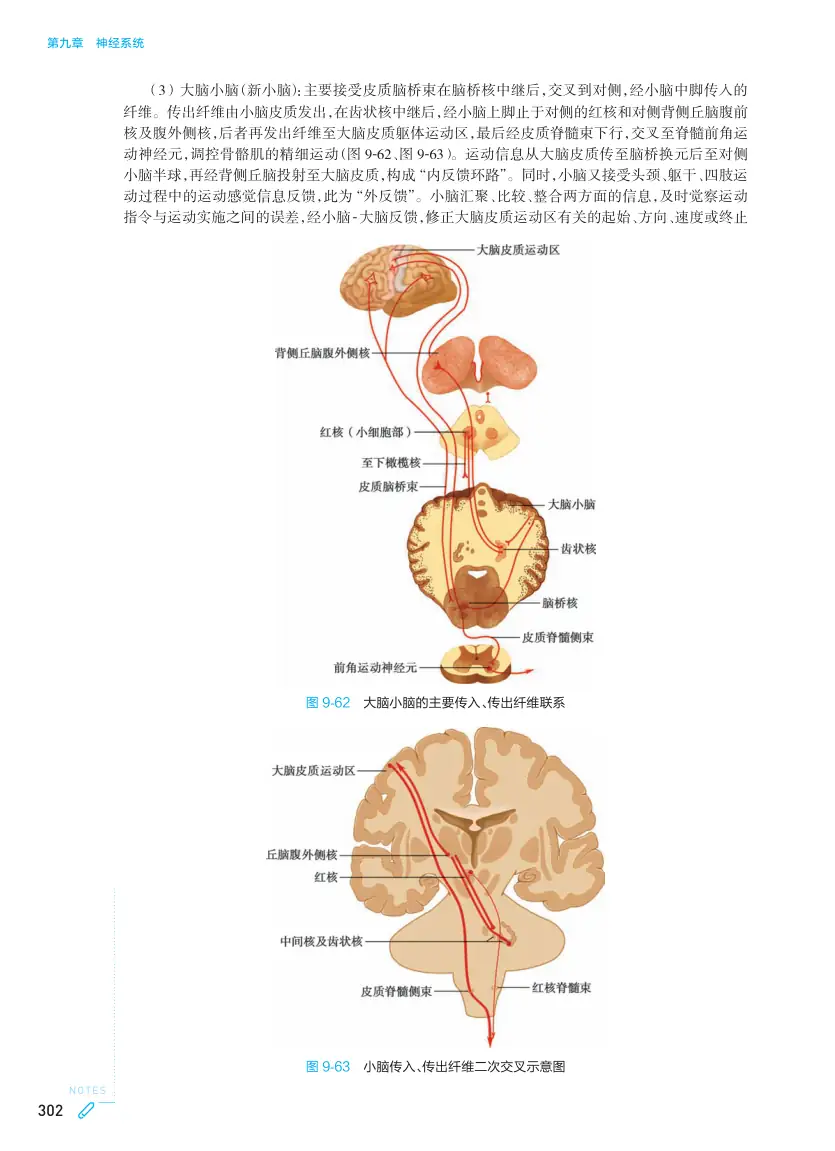 第九章 神经系统
（3）大脑小脑（新小脑）：主要接受皮质脑桥束在脑桥核中继后，交叉到对侧，经小脑中脚传入的
纤维。传出纤维由小脑皮质发出，在齿状核中继后，经小脑上脚止于对侧的红核和对侧背侧丘脑腹前
核及腹外侧核，后者再发出纤维至大脑皮质躯体运动区，最后经皮质脊髓束下行，交叉至脊髓前角运
动神经元，调控骨骼肌的精细运动（图 9-62、图 9-63）。运动信息从大脑皮质传至脑桥换元后至对侧
小脑半球，再经背侧丘脑投射至大脑皮质，构成“内反馈环路”。同时，小脑又接受头颈、躯干、四肢运
动过程中的运动感觉信息反馈，此为“外反馈”。小脑汇聚、比较、整合两方面的信息，及时觉察运动
指令与运动实施之间的误差，经小脑-大脑反馈，修正大脑皮质运动区有关的起始、方向、速度或终止
大脑皮质运动区
背侧丘脑腹外侧核
红核（小细胞部）
至下橄榄核
皮质脑桥束
大脑小脑
齿状核
脑桥核
皮质脊髓侧束
前角运动神经元
图 9-62 大脑小脑的主要传入、传出纤维联系
大脑皮质运动区
丘脑腹外侧核
红核
中间核及齿状核
皮质脊髓侧束
红核脊髓束
图 9-63 小脑传入、传出纤维二次交叉示意图
NOTES
302